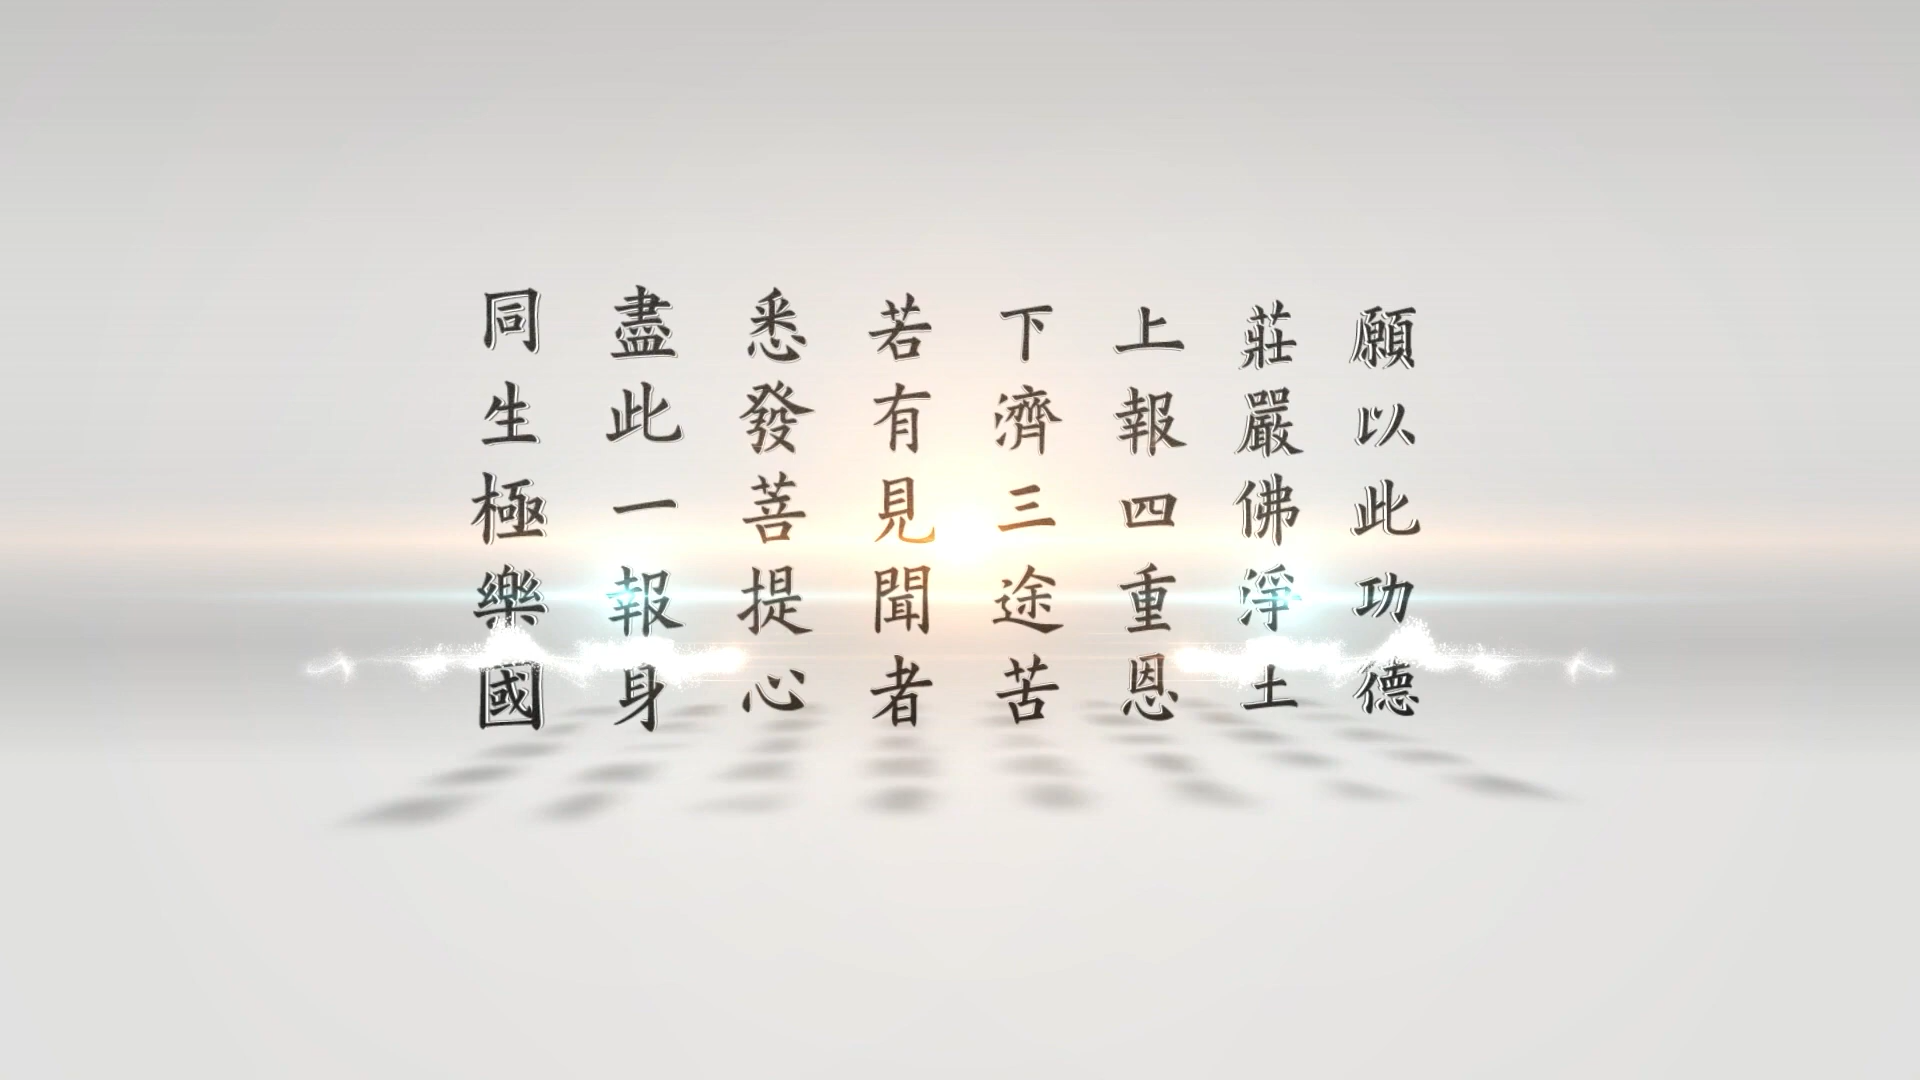 願以此功德
莊嚴佛淨土
上報四重恩
下濟三途苦
若有見聞者
悉發菩提心
盡此一報身
同生極樂國